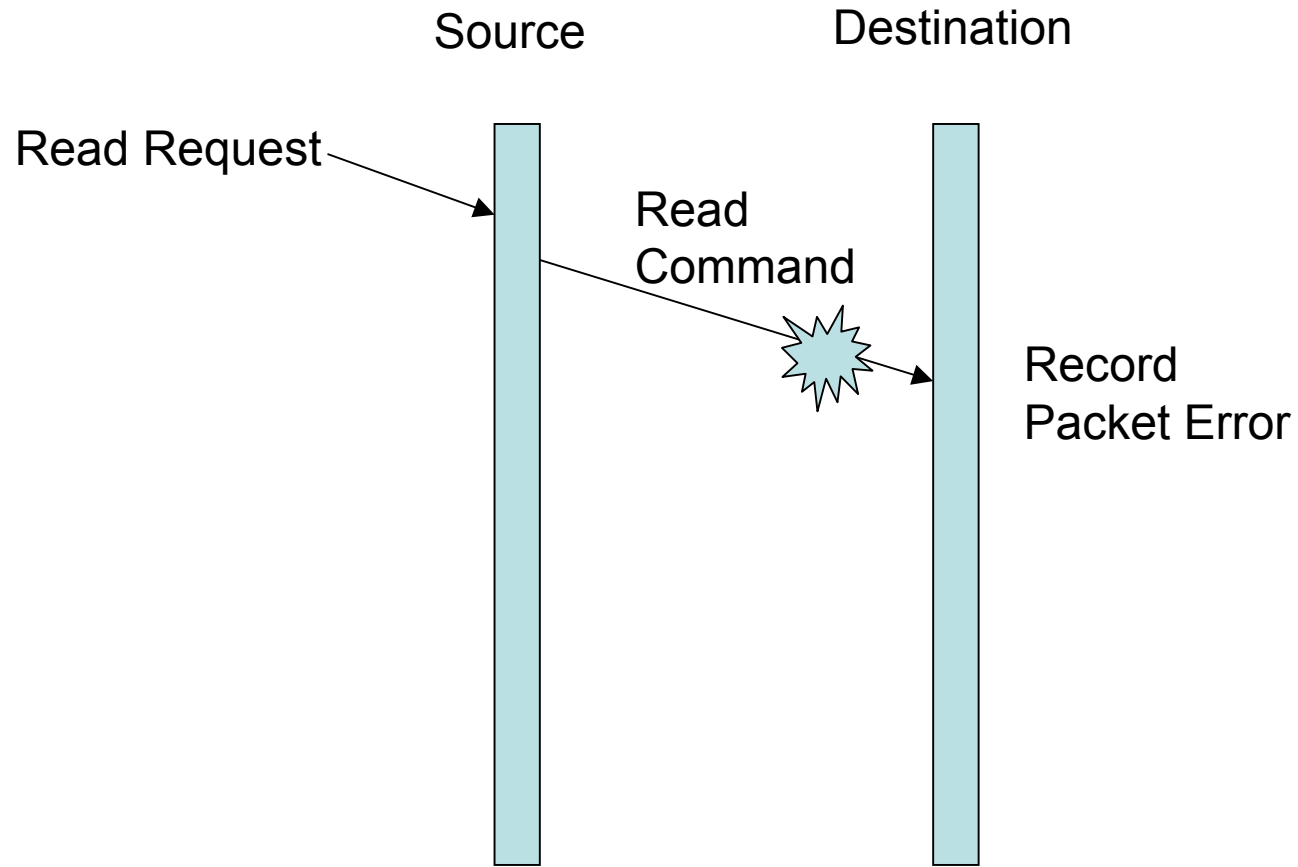 Source
Destination
Read Request
Read
Command
Record
Packet Error